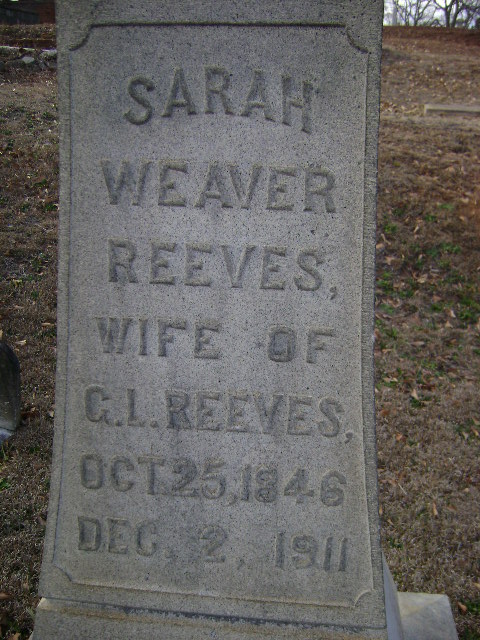 SARAH
WEAVER
REEVES,
WIFE OF
G.L.REEVES,
OCT 25, 1846
DEC. 2, 1911